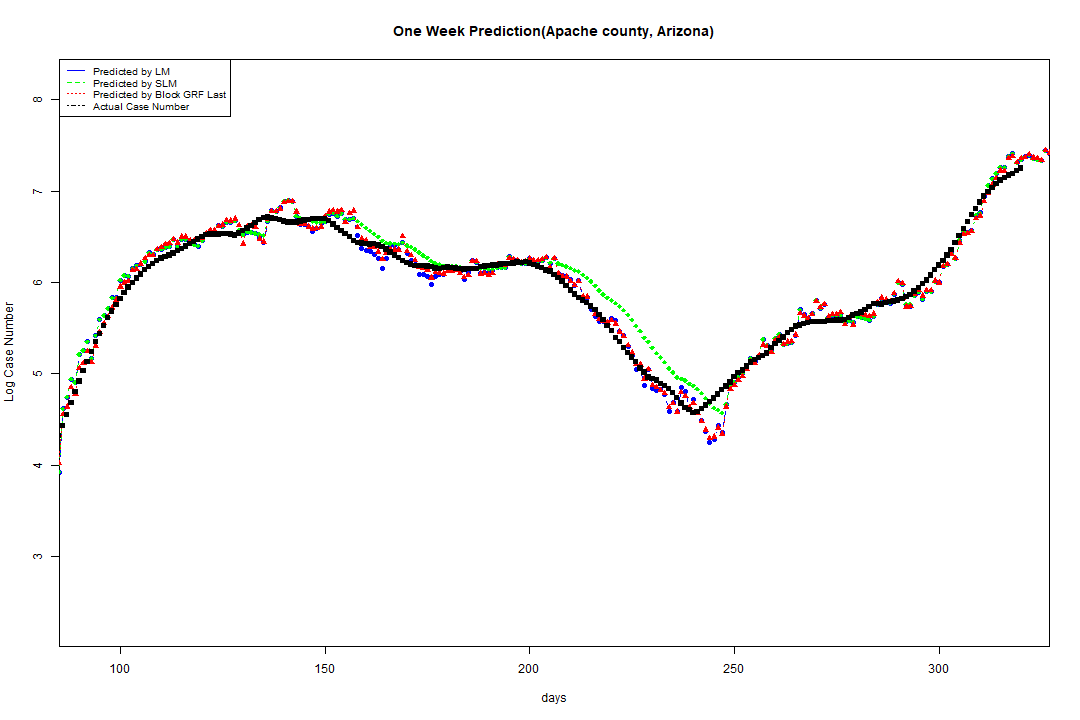 One Week Prediction(Apache county, Arizona)
Predicted by LM
Predicted by SLM
Predicted by Block GRF Last
Actual Case Number
8
7
6
5
4
3
Log Case Number
100 150 200 250 300
days